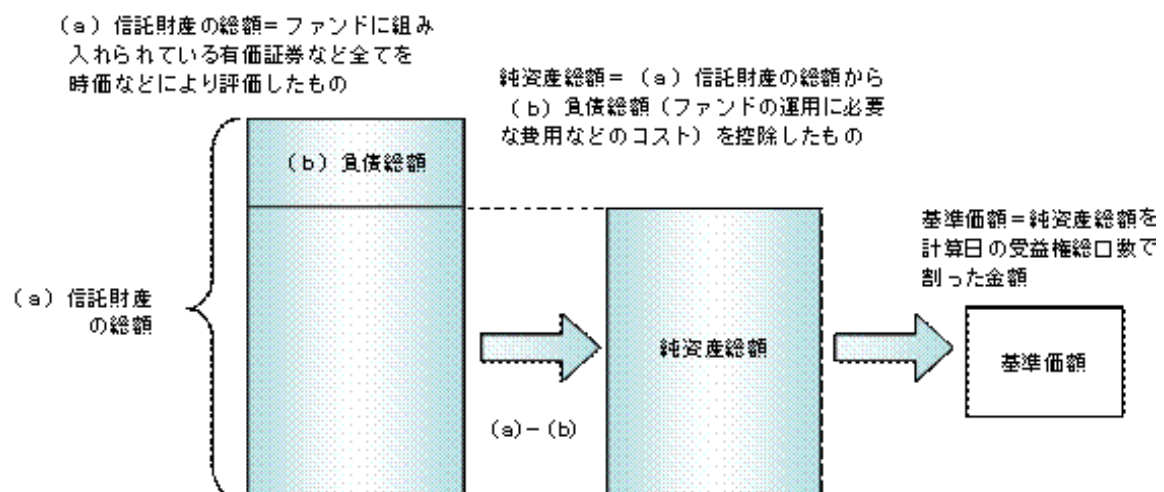 （a）信託財産の総額＝ファンドに組み
入れられている有価証券など全てを
時価などにより評価したもの
純資産総額＝（a）信託財産の総額から
（b）負債総額（ファンドの運用に必要
な費用などのコスト）を控除したもの
（b）負債総額
基準価額＝純資産総額を
計算日の受益権総口数で
割った金額
（a）信託財産
の総額
純資産総額
基準価額
(a)－(b)